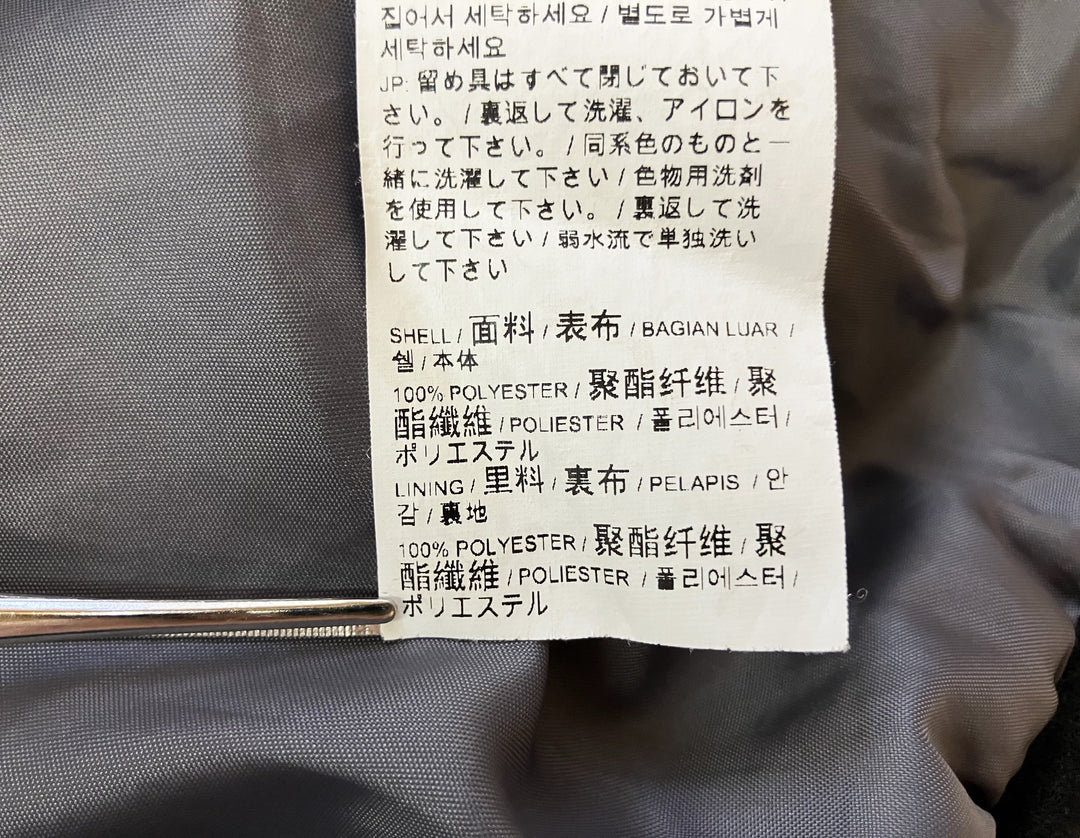 집어서 세탁하세요 / 별도로 가볍게
세탁하세요
JP: 留め具はすべて閉じておいて下
さい。 / 裏返して洗濯、アイロンを
行って下さい。 / 同系色のものと一
緒に洗濯して下さい / 色物用洗剤
を使用して下さい。 / 裏返して洗
濯して下さい / 弱水流で単独洗い
して下さい
SHELL / 面料 / 表布 / BAGIAN LUAR /
쉘 / 本体
100% POLYESTER / 聚酯纤维 / 聚
酯纖維 / POLIESTER / 폴리에스터 /
ポリエステル
LINING / 里料 / 裏布 / PELAPIS / 안
감 / 裏地
100% POLYESTER / 聚酯纤维 / 聚
酯纖維 / POLIESTER / 폴리에스터 /
ポリエステル